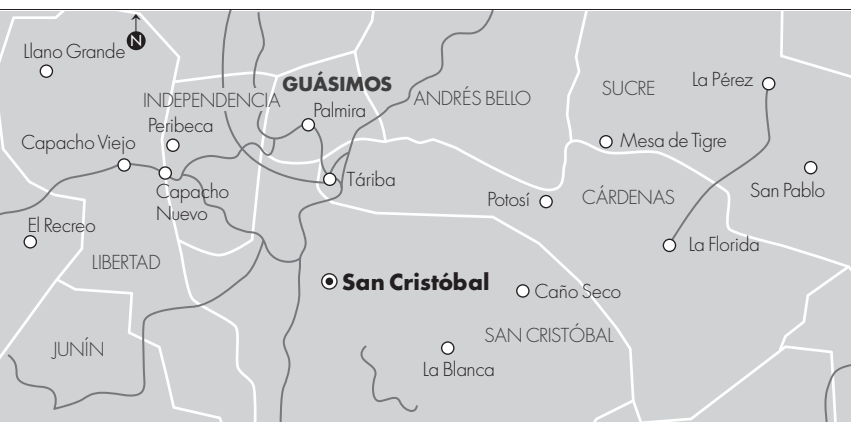 N
Llano Grande
GUÁSIMOS
INDEPENDENCIA
ANDRÉS BELLO
SUCRE
La Pérez
Palmira
Peribeca
Capacho Viejo
Mesa de Tigre
Táriba
Capacho
Nuevo
Potosí
CÁRDENAS
San Pablo
El Recreo
La Florida
LIBERTAD
San Cristóbal
Caño Seco
SAN CRISTÓBAL
JUNÍN
La Blanca